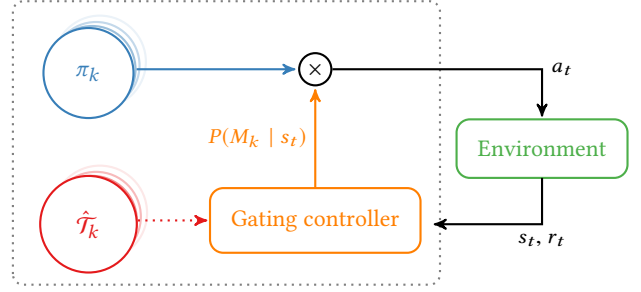 π_k
×
a_t
P(M_k | s_t)
Environment
𝒯̂_k
Gating controller
s_t, r_t